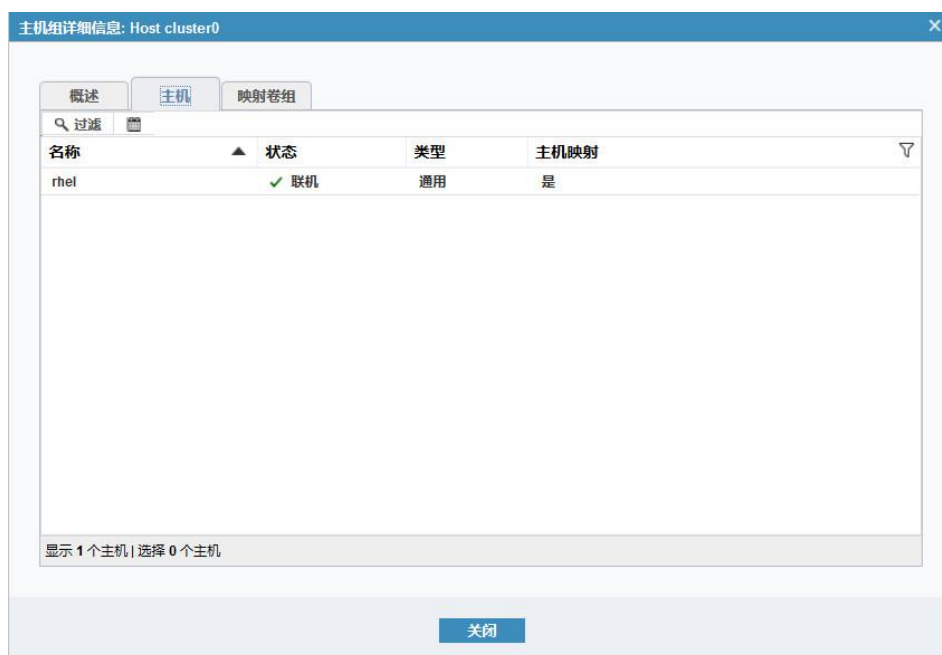 主机组详细信息: Host cluster0
概述 主机 映射卷组
过滤
名称 状态 类型 主机映射
rhel 联机 通用 是
显示 1 个主机 | 选择 0 个主机
关闭